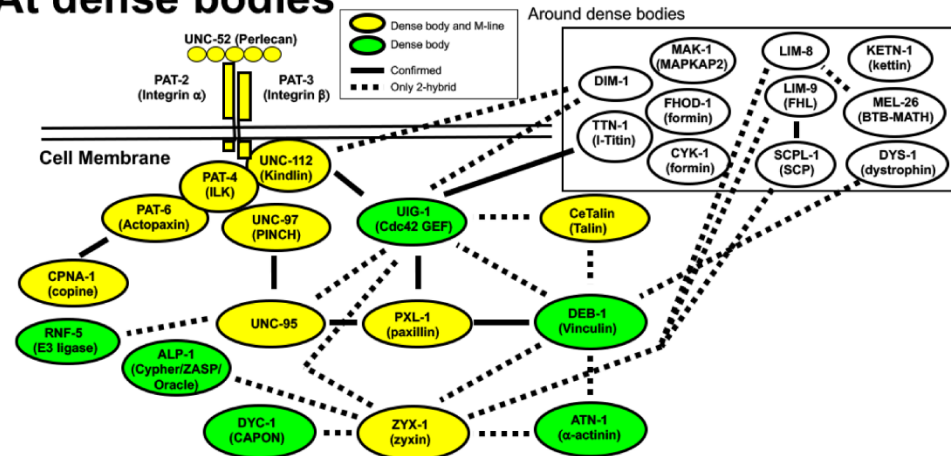 At dense bodies
Dense body and M-line
Dense body
Confirmed
Only 2-hybrid
Around dense bodies
UNC-52 (Perlecan)
PAT-2
(Integrin α)
PAT-3
(Integrin β)
Cell Membrane
UNC-112
(Kindlin)
PAT-4
(ILK)
PAT-6
(Actopaxin)
UNC-97
(PINCH)
CPNA-1
(copine)
UIG-1
(Cdc42 GEF)
CeTalin
(Talin)
DIM-1
MAK-1
(MAPKAP2)
TTN-1
(I-Titin)
FHOD-1
(formin)
CYK-1
(formin)
LIM-8
LIM-9
(FHL)
SCPL-1
(SCP)
KETN-1
(kettin)
MEL-26
(BTB-MATH)
DYS-1
(dystrophin)
RNF-5
(E3 ligase)
UNC-95
PXL-1
(paxillin)
DEB-1
(Vinculin)
ALP-1
(Cypher/ZASP/
Oracle)
DYC-1
(CAPON)
ZYX-1
(zyxin)
ATN-1
(α-actinin)